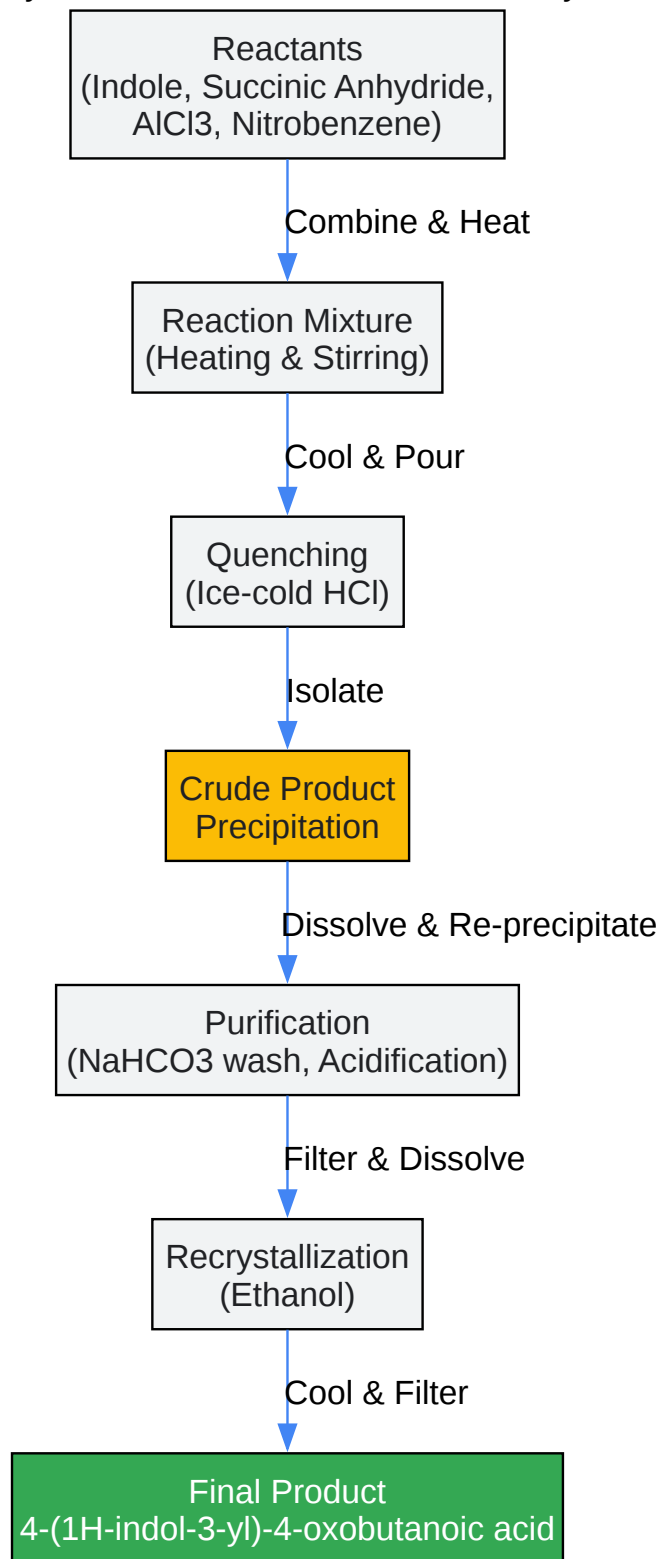 Reactants
(Indole, Succinic Anhydride,
AlCl3, Nitrobenzene)
Combine & Heat
Reaction Mixture
(Heating & Stirring)
Cool & Pour
Quenching
(Ice-cold HCl)
Isolate
Crude Product
Precipitation
Dissolve & Re-precipitate
Purification
(NaHCO3 wash, Acidification)
Filter & Dissolve
Recrystallization
(Ethanol)
Cool & Filter
Final Product
4-(1H-indol-3-yl)-4-oxobutanoic acid